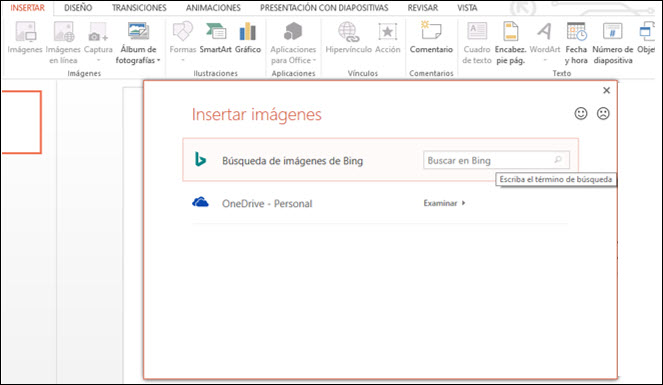 INSERTAR DISEÑO TRANSICIONES ANIMACIONES PRESENTACIÓN CON DIAPOSITIVAS REVISAR VISTA
Imágenes Imágenes Captura Álbum de Formas SmartArt Gráfico Aplicaciones Hipervínculo Acción Comentario Cuadro Encabez. WordArt Fecha Número de Obje
en línea fotografías para Office de texto pie pág. y hora diapositiva
Imágenes Ilustraciones Aplicaciones Vínculos Comentarios Texto
Insertar imágenes
Búsqueda de imágenes de Bing Buscar en Bing
Escriba el término de búsqueda
OneDrive - Personal Examinar